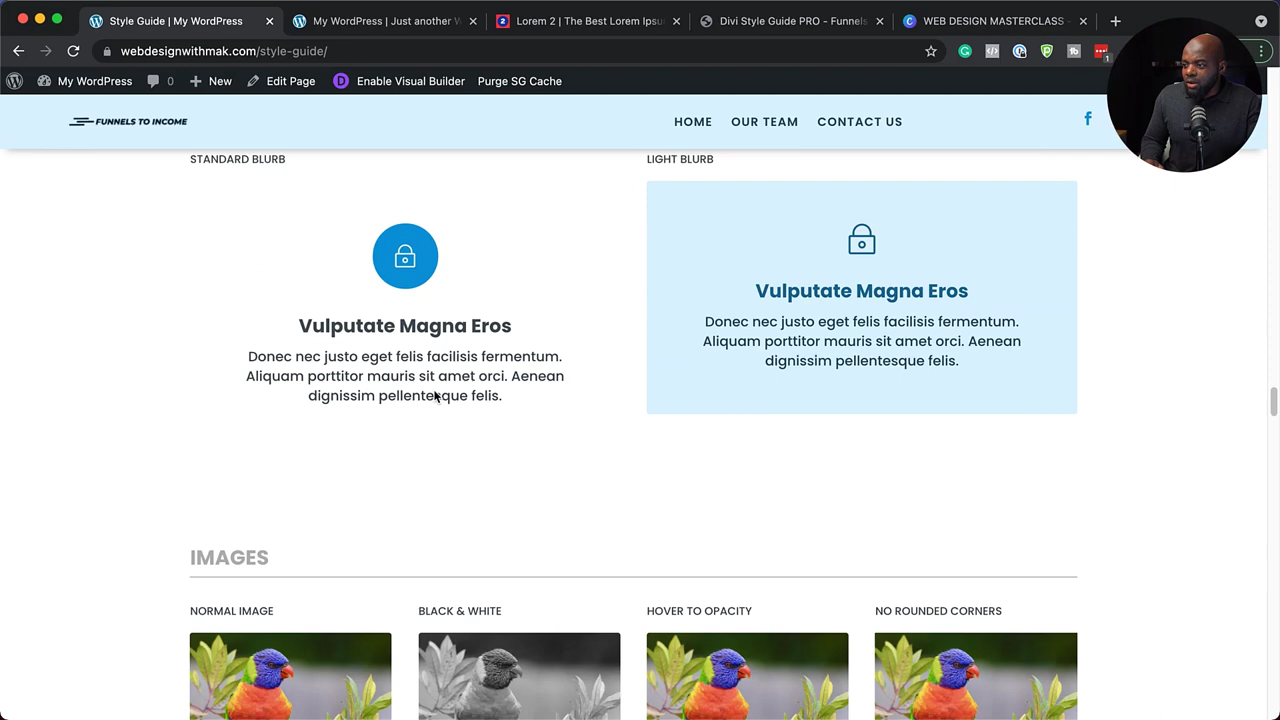 Style Guide | My WordPress
My WordPress | Just another W
Lorem 2 | The Best Lorem Ipsu
Divi Style Guide PRO - Funnels
WEB DESIGN MASTERCLASS -
webdesignwithmak.com/style-guide/
1
My WordPress
0
New
Edit Page
D
Enable Visual Builder
Purge SG Cache
FUNNELS TO INCOME
HOME
OUR TEAM
CONTACT US
f
STANDARD BLURB
LIGHT BLURB
Vulputate Magna Eros
Donec nec justo eget felis facilisis fermentum.
Aliquam porttitor mauris sit amet orci. Aenean
dignissim pellentesque felis.
Vulputate Magna Eros
Donec nec justo eget felis facilisis fermentum.
Aliquam porttitor mauris sit amet orci. Aenean
dignissim pellentesque felis.
IMAGES
NORMAL IMAGE
BLACK & WHITE
HOVER TO OPACITY
NO ROUNDED CORNERS